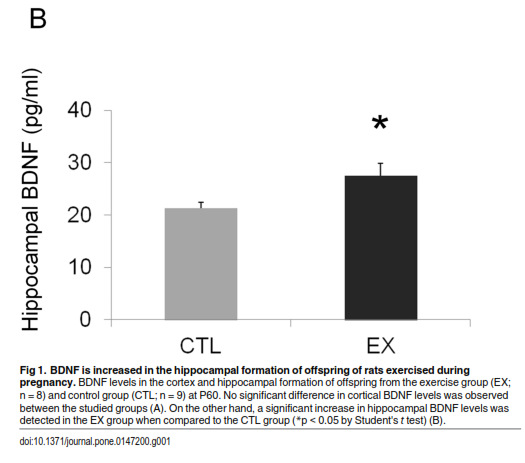 B
Hippocampal BDNF (pg/ml)
40
30
20
10
0
*
CTL
EX
Fig 1. BDNF is increased in the hippocampal formation of offspring of rats exercised during
pregnancy. BDNF levels in the cortex and hippocampal formation of offspring from the exercise group (EX;
n = 8) and control group (CTL; n = 9) at P60. No significant difference in cortical BDNF levels was observed
between the studied groups (A). On the other hand, a significant increase in hippocampal BDNF levels was
detected in the EX group when compared to the CTL group (*p < 0.05 by Student's t test) (B).
doi:10.1371/journal.pone.0147200.g001